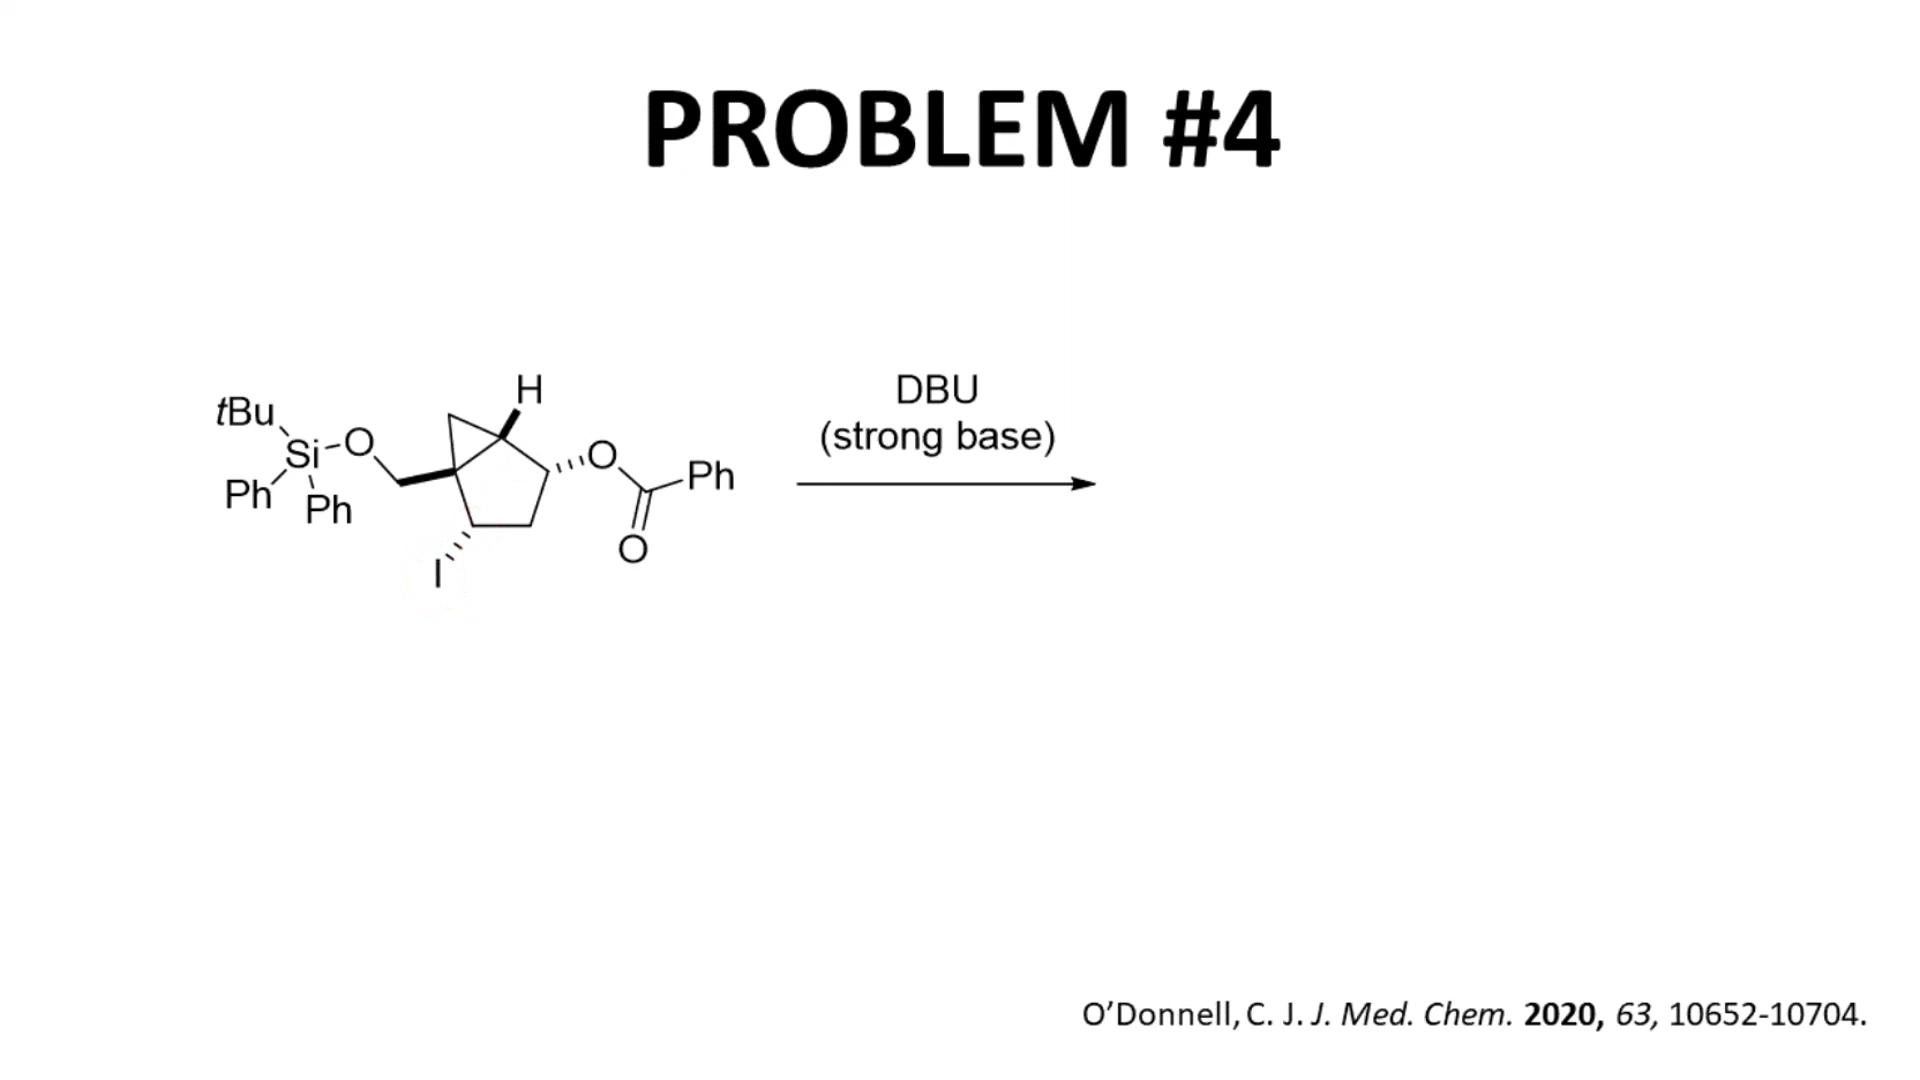 PROBLEM #4
H
tBu
O
Si
O
Ph
Ph
Ph
O
I
DBU
(strong base)
O'Donnell, C. J. J. Med. Chem. 2020, 63, 10652-10704.